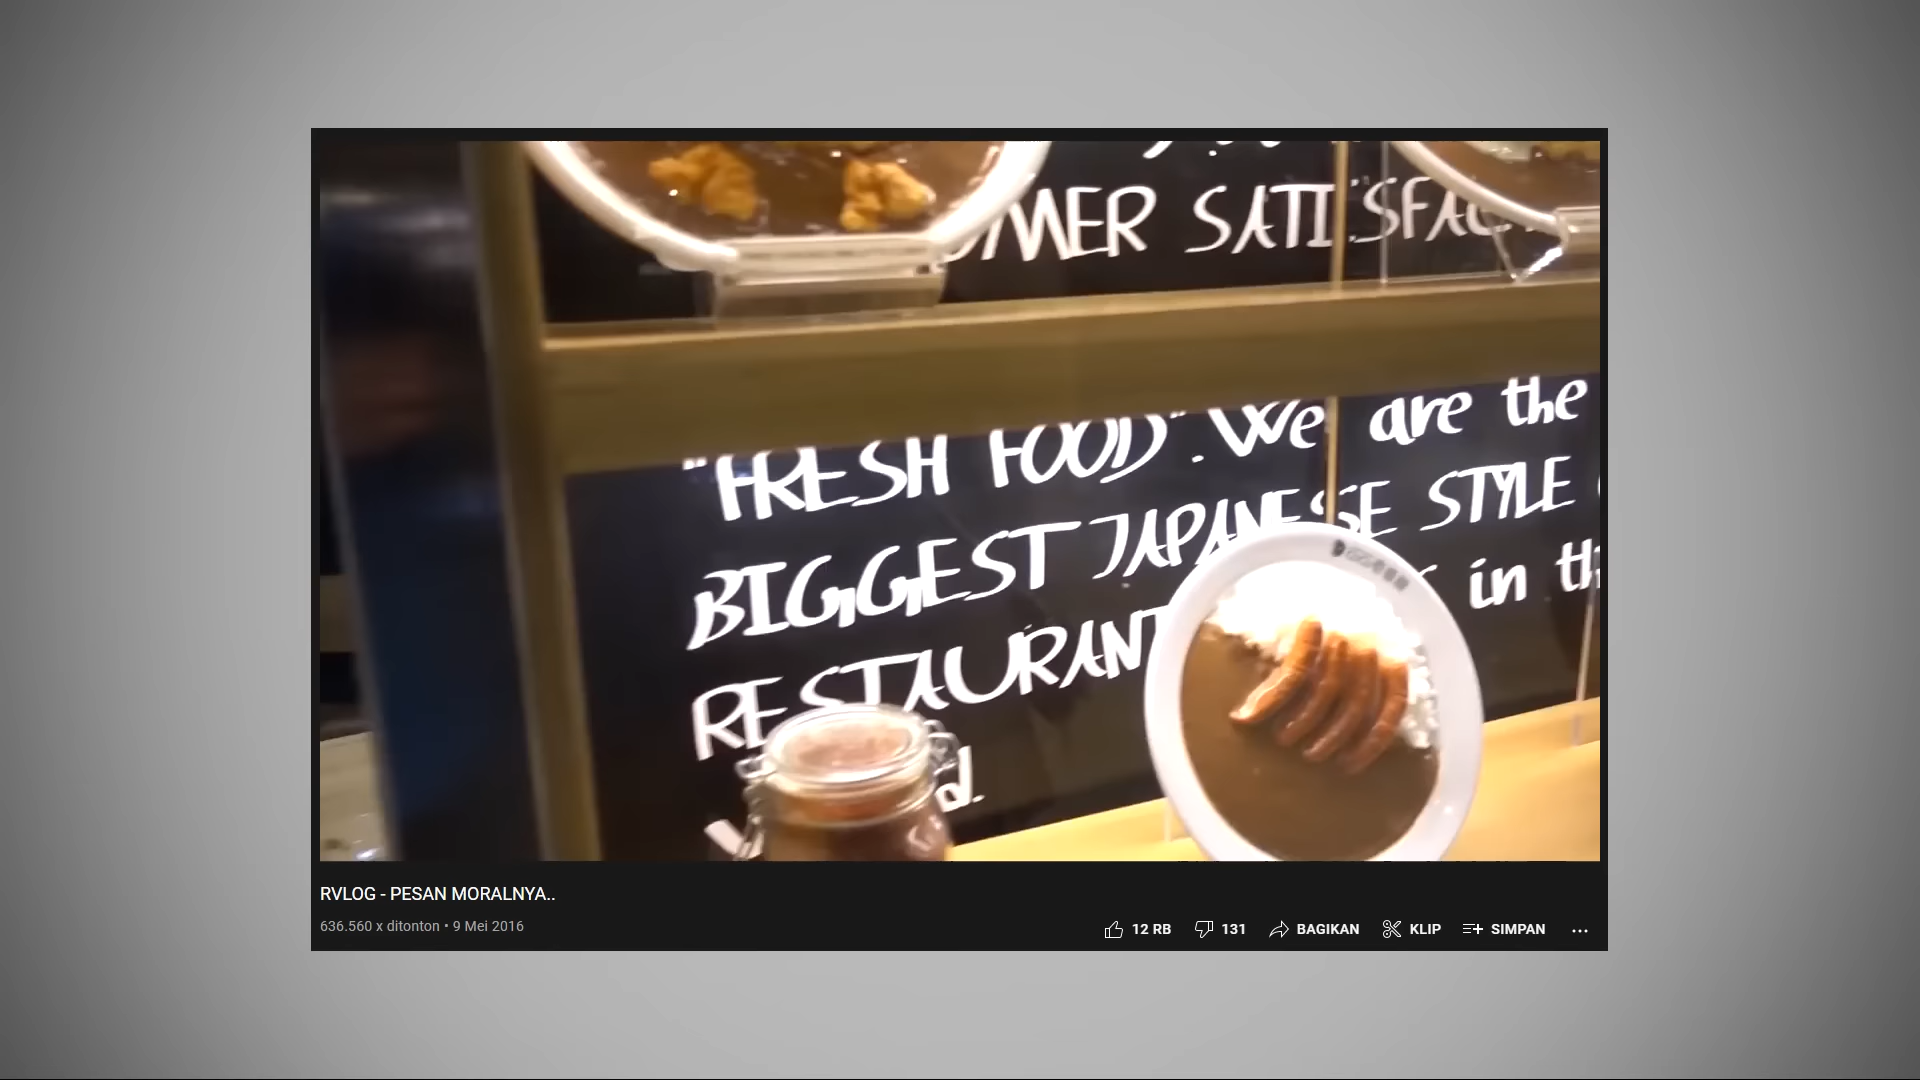 OMER SATISFAC
"FRESH FOOD". We are the
BIGGEST JAPANESE STYLE
RESTAURANT in th
d.
RVLOG - PESAN MORALNYA..
636.560 x ditonton • 9 Mei 2016
12 RB 131 BAGIKAN KLIP SIMPAN ...